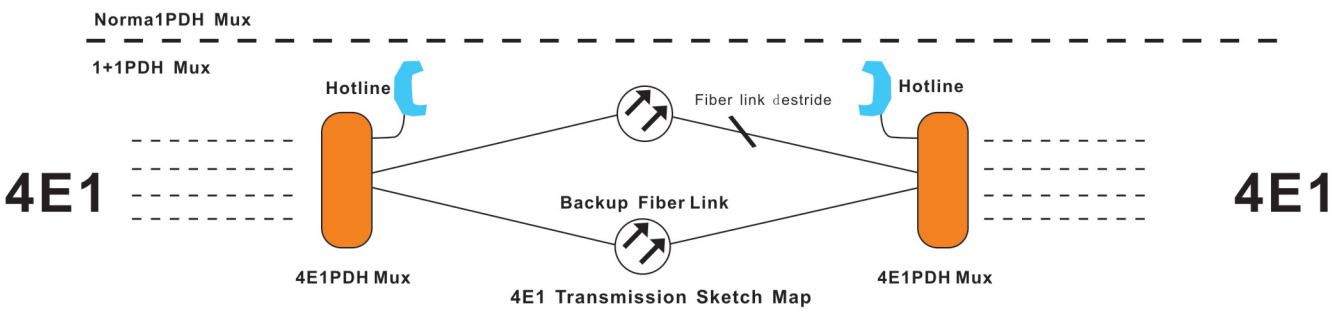 Norma1PDH Mux
1+1PDH Mux
Hotline
Fiber link destride
Hotline
4E1
4E1
Backup Fiber Link
4E1PDH Mux
4E1PDH Mux
4E1 Transmission Sketch Map